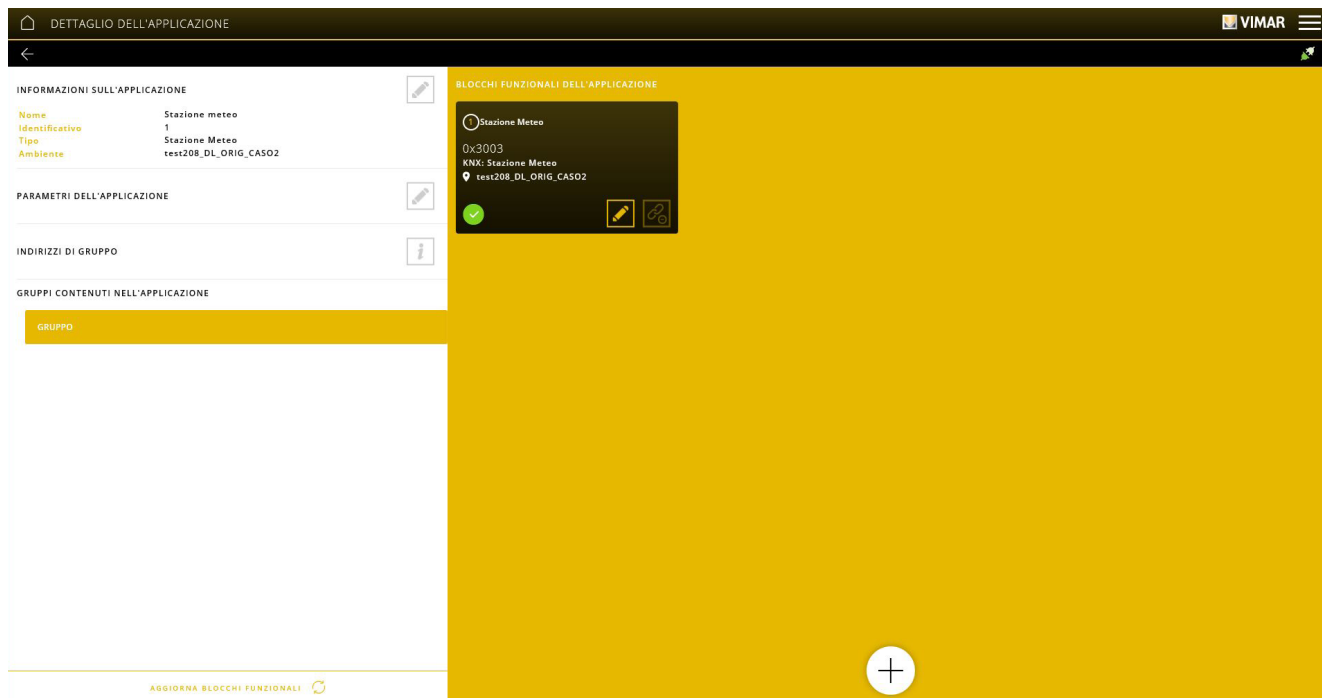 DETTAGLIO DELL'APPLICAZIONE
VIMAR
INFORMAZIONI SULL'APPLICAZIONE
Nome Stazione meteo
Identificativo 1
Tipo Stazione Meteo
Ambiente test208_DL_ORIG_CASO2
PARAMETRI DELL'APPLICAZIONE
INDIRIZZI DI GRUPPO
GRUPPI CONTENUTI NELL'APPLICAZIONE
GRUPPO
AGGIORNA BLOCCHI FUNZIONALI
BLOCCHI FUNZIONALI DELL'APPLICAZIONE
1 Stazione Meteo
0x3003
KNX: Stazione Meteo
test208_DL_ORIG_CASO2